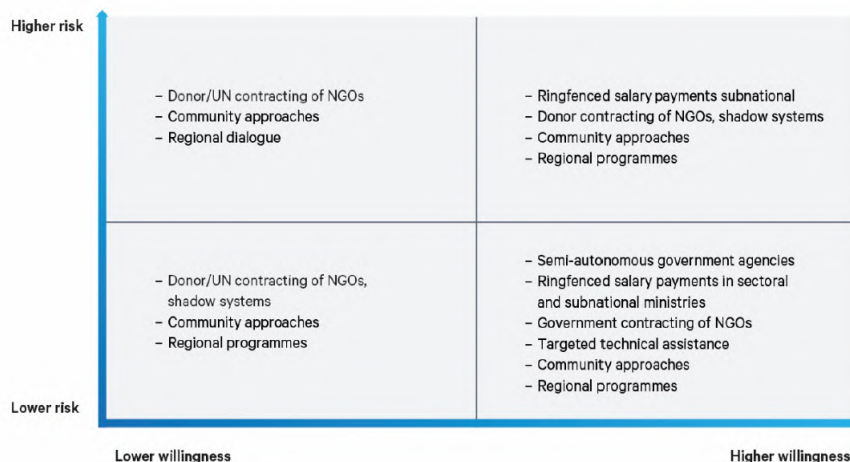 Higher risk
– Donor/UN contracting of NGOs
– Community approaches
– Regional dialogue
– Ringfenced salary payments subnational
– Donor contracting of NGOs, shadow systems
– Community approaches
– Regional programmes
– Donor/UN contracting of NGOs,
shadow systems
– Community approaches
– Regional programmes
– Semi-autonomous government agencies
– Ringfenced salary payments in sectoral
and subnational ministries
– Government contracting of NGOs
– Targeted technical assistance
– Community approaches
– Regional programmes
Lower risk
Lower willingness
Higher willingness